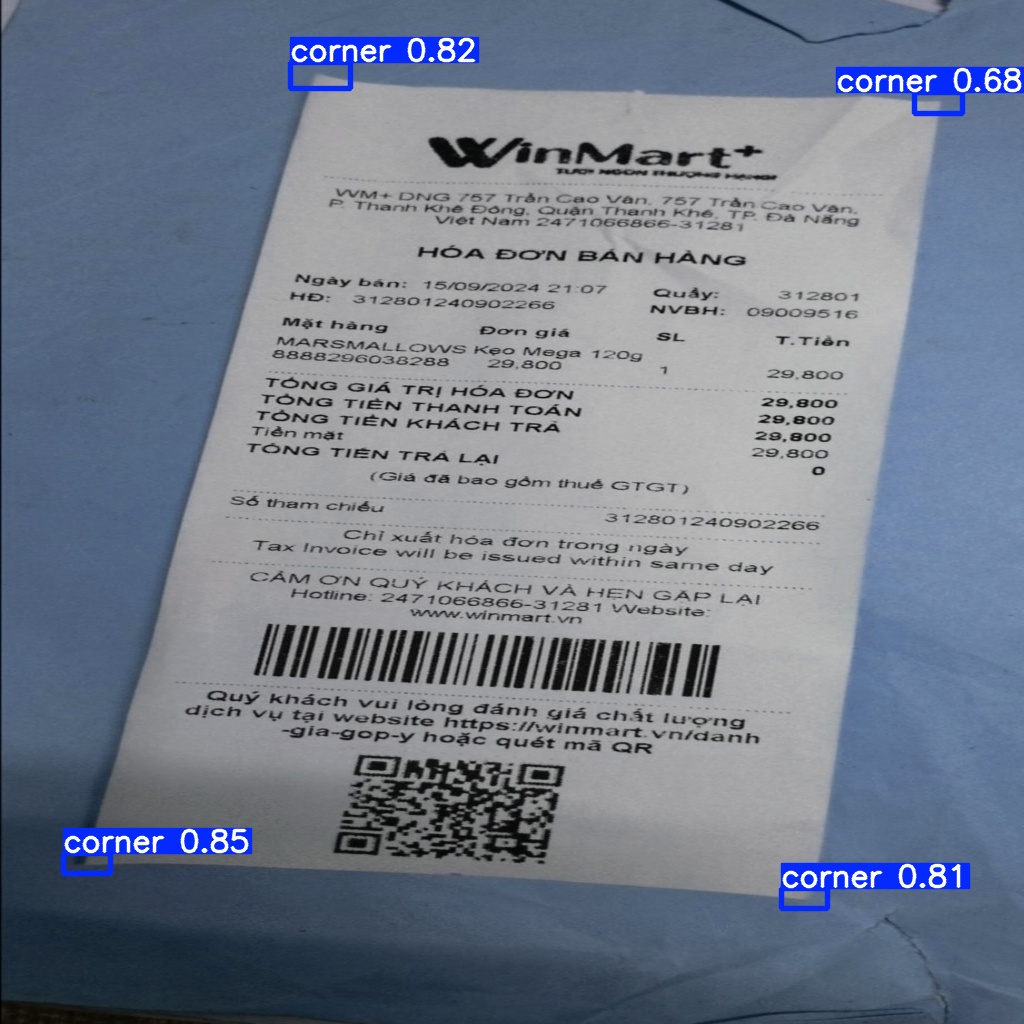 corner 0.82
corner 0.68
WinMart+
TƯƠI NGON THƯỢNG HẠNG!
WM+ DNG 757 Trần Cao Vân, 757 Trần Cao Vân,
P. Thanh Khê Đông, Quận Thanh Khê, TP. Đà Nẵng
Việt Nam 2471066866-31281
HÓA ĐƠN BÁN HÀNG
Ngày bán: 15/09/2024 21:07 Quầy: 312801
HĐ: 312801240902266 NVBH: 09009516
Mặt hàng Đơn giá SL T.Tiền
MARSMALLOWS Kẹo Mega 120g
8888296038288 29,800 1 29,800
TỔNG GIÁ TRỊ HÓA ĐƠN 29,800
TỔNG TIỀN THANH TOÁN 29,800
TỔNG TIỀN KHÁCH TRẢ 29,800
Tiền mặt 29,800
TỔNG TIỀN TRẢ LẠI 0
(Giá đã bao gồm thuế GTGT)
Số tham chiếu 312801240902266
Chỉ xuất hóa đơn trong ngày
Tax Invoice will be issued within same day
CẢM ƠN QUÝ KHÁCH VÀ HẸN GẶP LẠI
Hotline: 2471066866-31281 Website:
www.winmart.vn
Quý khách vui lòng đánh giá chất lượng
dịch vụ tại website https://winmart.vn/danh
-gia-gop-y hoặc quét mã QR
corner 0.85
corner 0.81